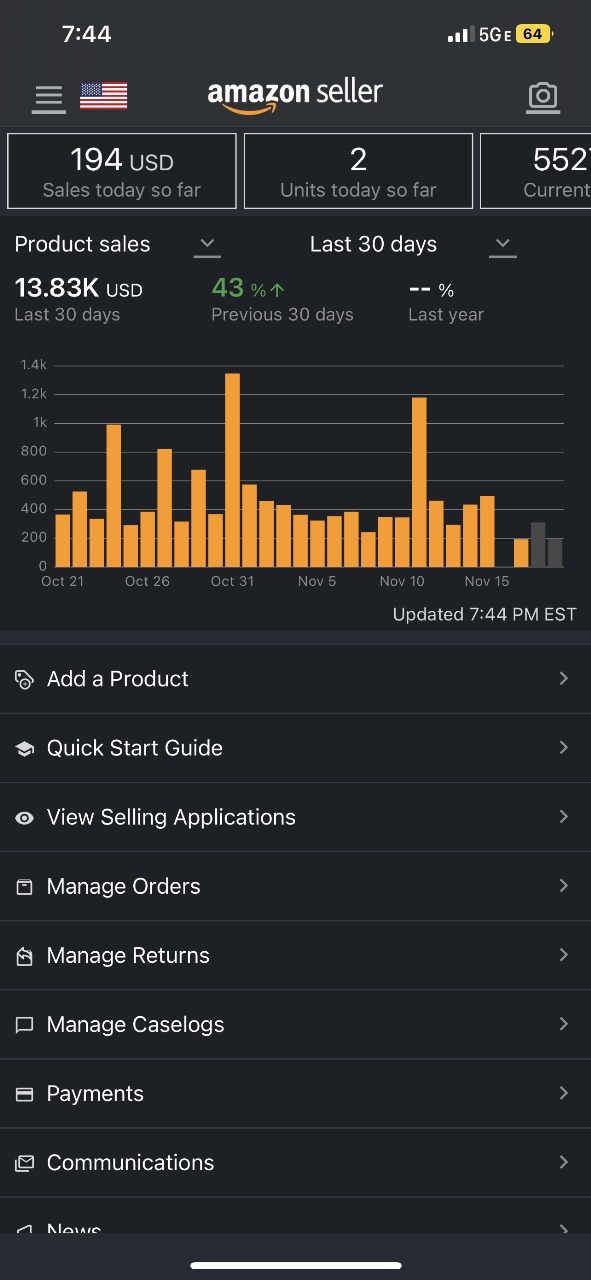 7:44
5GE 64
amazon seller
194 USD
Sales today so far
2
Units today so far
Current
Product sales
Last 30 days
13.83K USD
Last 30 days
43 %↑
Previous 30 days
-- %
Last year
1.4k
1.2k
1k
800
600
400
200
0
Oct 21 Oct 26 Oct 31 Nov 5 Nov 10 Nov 15
Updated 7:44 PM EST
Add a Product
Quick Start Guide
View Selling Applications
Manage Orders
Manage Returns
Manage Caselogs
Payments
Communications
News